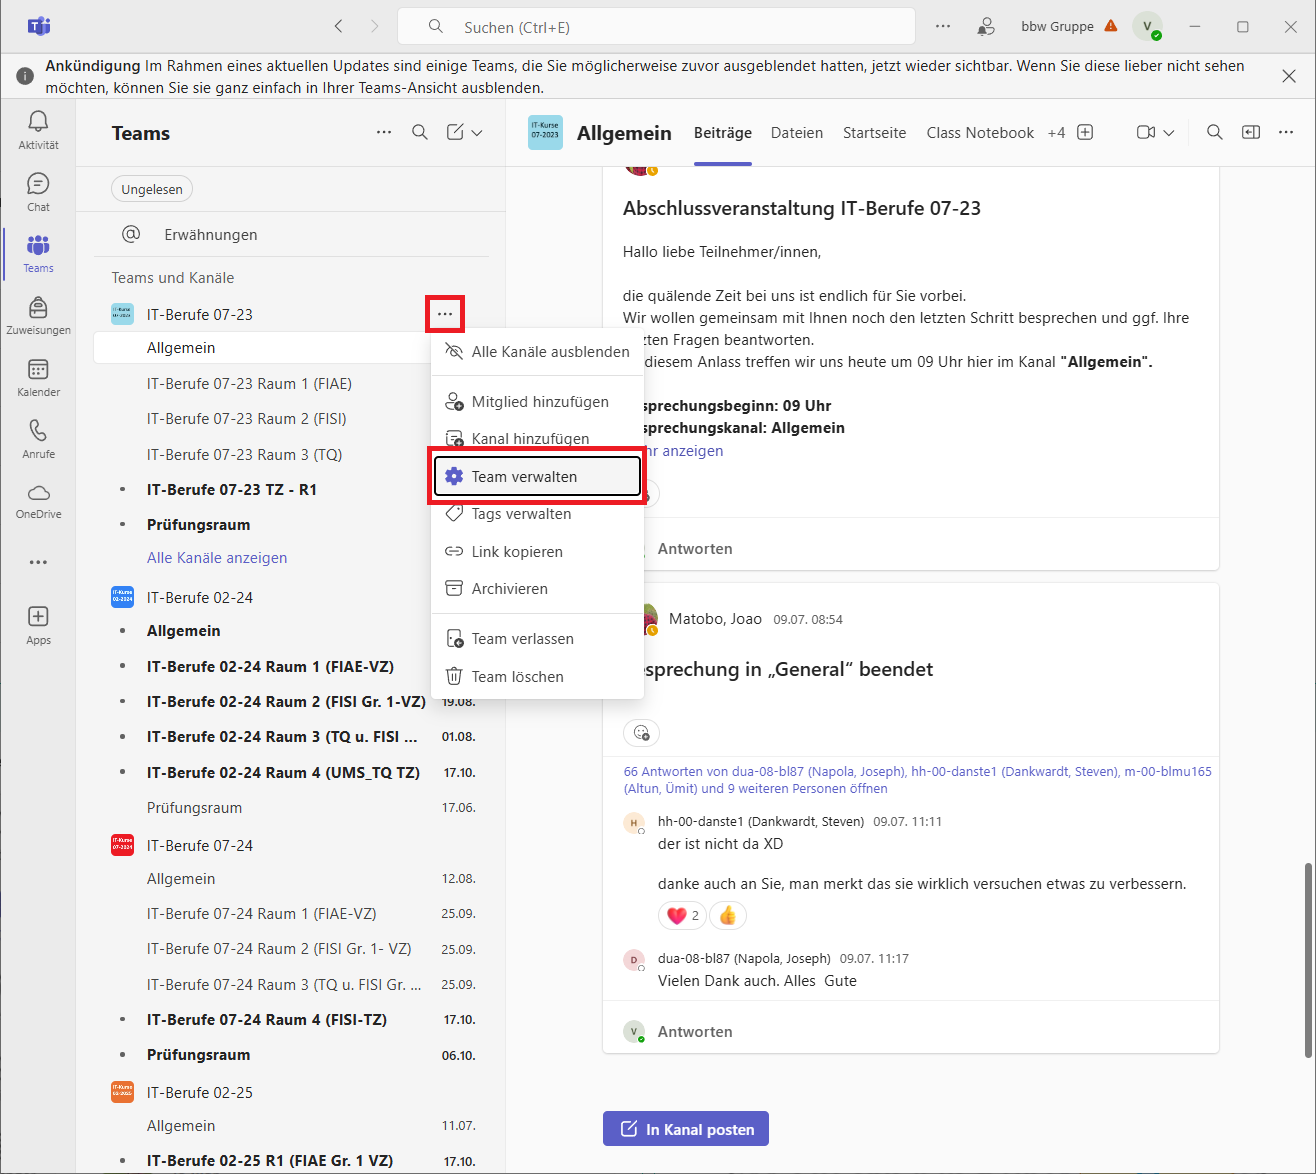 Suchen (Ctrl+E)
bbw Gruppe
V
Ankündigung Im Rahmen eines aktuellen Updates sind einige Teams, die Sie möglicherweise zuvor ausgeblendet hatten, jetzt wieder sichtbar. Wenn Sie diese lieber nicht sehen
möchten, können Sie sie ganz einfach in Ihrer Teams-Ansicht ausblenden.
Aktivität
Chat
Teams
Zuweisungen
Kalender
Anrufe
OneDrive
Apps
Teams
Ungelesen
Erwähnungen
Teams und Kanäle
IT-Kurse
07-2023
IT-Berufe 07-23
Allgemein
IT-Berufe 07-23 Raum 1 (FIAE)
IT-Berufe 07-23 Raum 2 (FISI)
IT-Berufe 07-23 Raum 3 (TQ)
IT-Berufe 07-23 TZ - R1
Prüfungsraum
Alle Kanäle anzeigen
IT-Kurse
02-2024
IT-Berufe 02-24
Allgemein
IT-Berufe 02-24 Raum 1 (FIAE-VZ)
IT-Berufe 02-24 Raum 2 (FISI Gr. 1-VZ) 19.08.
IT-Berufe 02-24 Raum 3 (TQ u. FISI ... 01.08.
IT-Berufe 02-24 Raum 4 (UMS_TQ TZ) 17.10.
Prüfungsraum 17.06.
IT-Kurse
07-2024
IT-Berufe 07-24
Allgemein 12.08.
IT-Berufe 07-24 Raum 1 (FIAE-VZ) 25.09.
IT-Berufe 07-24 Raum 2 (FISI Gr. 1- VZ) 25.09.
IT-Berufe 07-24 Raum 3 (TQ u. FISI Gr. ... 25.09.
IT-Berufe 07-24 Raum 4 (FISI-TZ) 17.10.
Prüfungsraum 06.10.
IT-Kurse
02-2025
IT-Berufe 02-25
Allgemein 11.07.
IT-Berufe 02-25 R1 (FIAE Gr. 1 VZ) 17.10.
Alle Kanäle ausblenden
Mitglied hinzufügen
Kanal hinzufügen
Team verwalten
Tags verwalten
Link kopieren
Archivieren
Team verlassen
Team löschen
IT-Kurse
07-2023
Allgemein
Beiträge Dateien Startseite Class Notebook +4
Abschlussveranstaltung IT-Berufe 07-23
Hallo liebe Teilnehmer/innen,
die quälende Zeit bei uns ist endlich für Sie vorbei.
Wir wollen gemeinsam mit Ihnen noch den letzten Schritt besprechen und ggf. Ihre
zten Fragen beantworten.
diesem Anlass treffen wir uns heute um 09 Uhr hier im Kanal "Allgemein".
sprechungsbeginn: 09 Uhr
sprechungskanal: Allgemein
hr anzeigen
Antworten
Matobo, Joao 09.07. 08:54
esprechung in „General“ beendet
66 Antworten von dua-08-bl87 (Napola, Joseph), hh-00-danste1 (Dankwardt, Steven), m-00-blmu165
(Altun, Ümit) und 9 weiteren Personen öffnen
H
hh-00-danste1 (Dankwardt, Steven) 09.07. 11:11
der ist nicht da XD
danke auch an Sie, man merkt das sie wirklich versuchen etwas zu verbessern.
2
D
dua-08-bl87 (Napola, Joseph) 09.07. 11:17
Vielen Dank auch. Alles Gute
V
Antworten
In Kanal posten